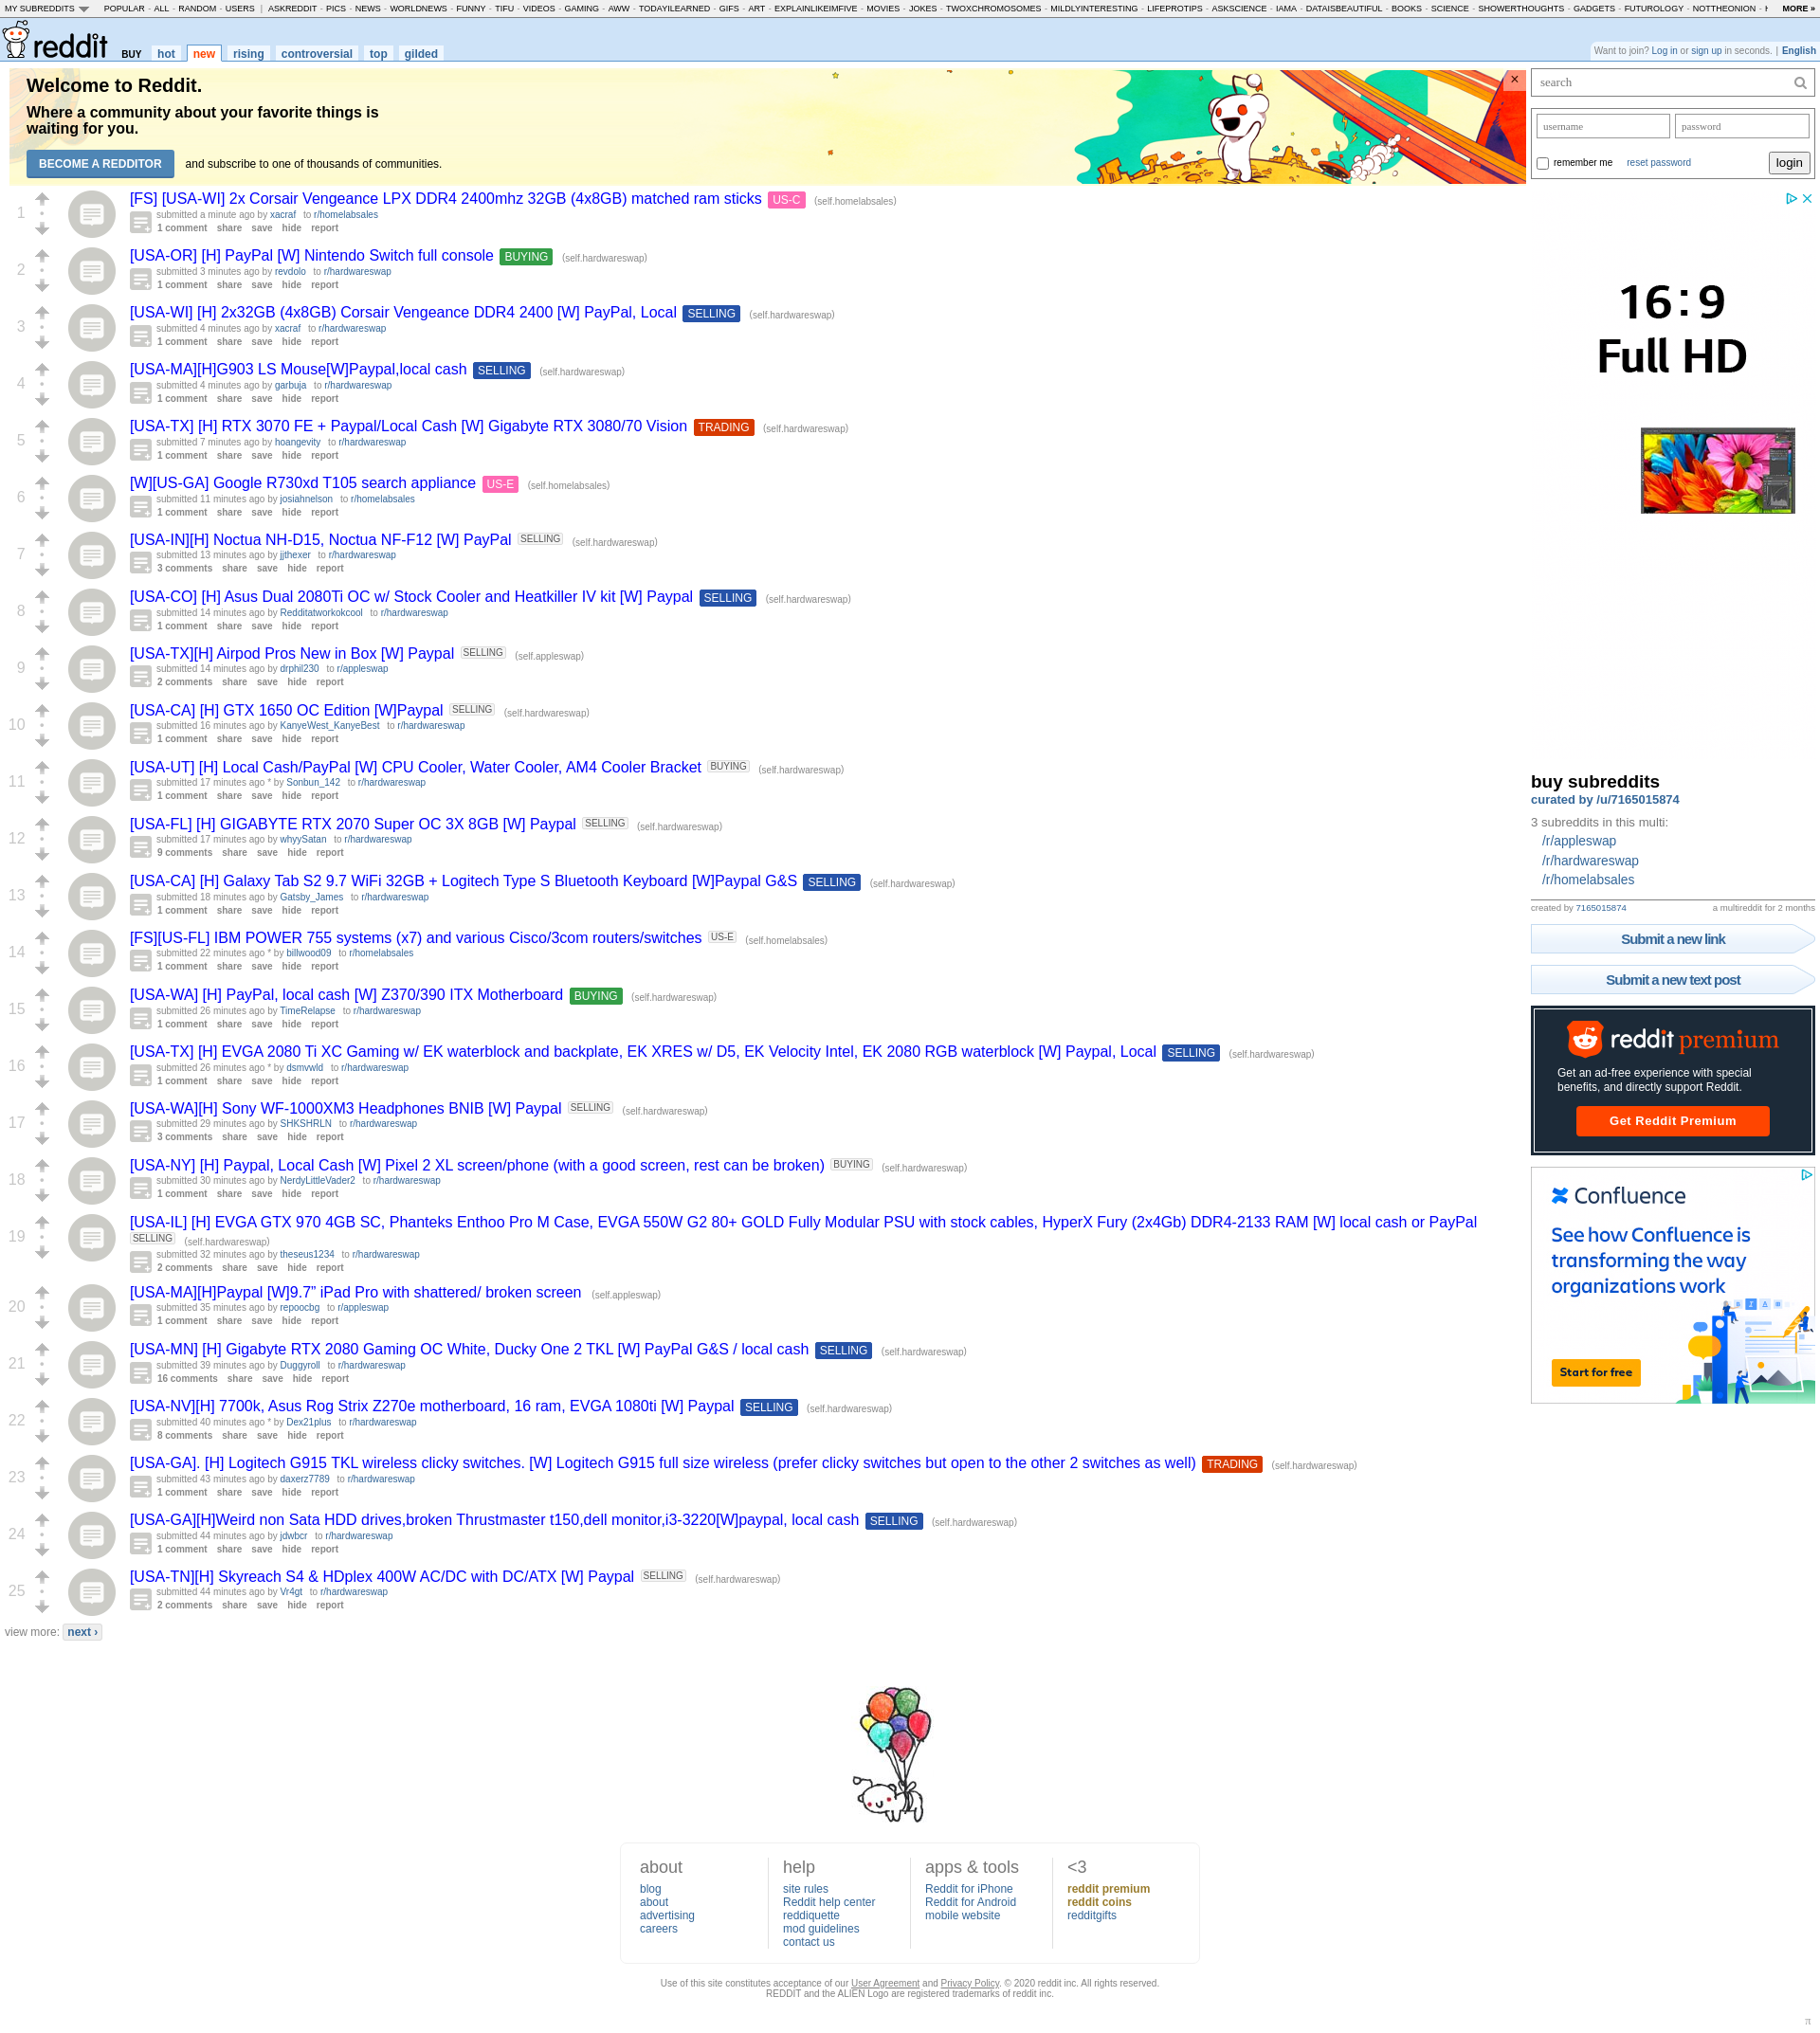 MY SUBREDDITS POPULAR - ALL - RANDOM - USERS | ASKREDDIT - PICS - NEWS - WORLDNEWS - FUNNY - TIFU - VIDEOS - GAMING - AWW - TODAYILEARNED - GIFS - ART - EXPLAINLIKEIMFIVE - MOVIES - JOKES - TWOXCHROMOSOMES - MILDLYINTERESTING - LIFEPROTIPS - ASKSCIENCE - IAMA - DATAISBEAUTIFUL - BOOKS - SCIENCE - SHOWERTHOUGHTS - GADGETS - FUTUROLOGY - NOTTHEONION - MORE »
reddit BUY hot new rising controversial top gilded
Want to join? Log in or sign up in seconds. | English
Welcome to Reddit.
Where a community about your favorite things is
waiting for you.
BECOME A REDDITOR and subscribe to one of thousands of communities.
×
1
[FS] [USA-WI] 2x Corsair Vengeance LPX DDR4 2400mhz 32GB (4x8GB) matched ram sticks US-C (self.homelabsales)
submitted a minute ago by xacraf to r/homelabsales
1 comment share save hide report
2
[USA-OR] [H] PayPal [W] Nintendo Switch full console BUYING (self.hardwareswap)
submitted 3 minutes ago by revdolo to r/hardwareswap
1 comment share save hide report
3
[USA-WI] [H] 2x32GB (4x8GB) Corsair Vengeance DDR4 2400 [W] PayPal, Local SELLING (self.hardwareswap)
submitted 4 minutes ago by xacraf to r/hardwareswap
1 comment share save hide report
4
[USA-MA][H]G903 LS Mouse[W]Paypal,local cash SELLING (self.hardwareswap)
submitted 4 minutes ago by garbuja to r/hardwareswap
1 comment share save hide report
5
[USA-TX] [H] RTX 3070 FE + Paypal/Local Cash [W] Gigabyte RTX 3080/70 Vision TRADING (self.hardwareswap)
submitted 7 minutes ago by hoangevity to r/hardwareswap
1 comment share save hide report
6
[W][US-GA] Google R730xd T105 search appliance US-E (self.homelabsales)
submitted 11 minutes ago by josiahnelson to r/homelabsales
1 comment share save hide report
7
[USA-IN][H] Noctua NH-D15, Noctua NF-F12 [W] PayPal SELLING (self.hardwareswap)
submitted 13 minutes ago by jjthexer to r/hardwareswap
3 comments share save hide report
8
[USA-CO] [H] Asus Dual 2080Ti OC w/ Stock Cooler and Heatkiller IV kit [W] Paypal SELLING (self.hardwareswap)
submitted 14 minutes ago by Redditatworkokcool to r/hardwareswap
1 comment share save hide report
9
[USA-TX][H] Airpod Pros New in Box [W] Paypal SELLING (self.appleswap)
submitted 14 minutes ago by drphil230 to r/appleswap
2 comments share save hide report
10
[USA-CA] [H] GTX 1650 OC Edition [W]Paypal SELLING (self.hardwareswap)
submitted 16 minutes ago by KanyeWest_KanyeBest to r/hardwareswap
1 comment share save hide report
11
[USA-UT] [H] Local Cash/PayPal [W] CPU Cooler, Water Cooler, AM4 Cooler Bracket BUYING (self.hardwareswap)
submitted 17 minutes ago * by Sonbun_142 to r/hardwareswap
1 comment share save hide report
12
[USA-FL] [H] GIGABYTE RTX 2070 Super OC 3X 8GB [W] Paypal SELLING (self.hardwareswap)
submitted 17 minutes ago by whyySatan to r/hardwareswap
9 comments share save hide report
13
[USA-CA] [H] Galaxy Tab S2 9.7 WiFi 32GB + Logitech Type S Bluetooth Keyboard [W]Paypal G&S SELLING (self.hardwareswap)
submitted 18 minutes ago by Gatsby_James to r/hardwareswap
1 comment share save hide report
14
[FS][US-FL] IBM POWER 755 systems (x7) and various Cisco/3com routers/switches US-E (self.homelabsales)
submitted 22 minutes ago * by billwood09 to r/homelabsales
1 comment share save hide report
15
[USA-WA] [H] PayPal, local cash [W] Z370/390 ITX Motherboard BUYING (self.hardwareswap)
submitted 26 minutes ago by TimeRelapse to r/hardwareswap
1 comment share save hide report
16
[USA-TX] [H] EVGA 2080 Ti XC Gaming w/ EK waterblock and backplate, EK XRES w/ D5, EK Velocity Intel, EK 2080 RGB waterblock [W] Paypal, Local SELLING (self.hardwareswap)
submitted 26 minutes ago * by dsmvwld to r/hardwareswap
1 comment share save hide report
17
[USA-WA][H] Sony WF-1000XM3 Headphones BNIB [W] Paypal SELLING (self.hardwareswap)
submitted 29 minutes ago by SHKSHRLN to r/hardwareswap
3 comments share save hide report
18
[USA-NY] [H] Paypal, Local Cash [W] Pixel 2 XL screen/phone (with a good screen, rest can be broken) BUYING (self.hardwareswap)
submitted 30 minutes ago by NerdyLittleVader2 to r/hardwareswap
1 comment share save hide report
19
[USA-IL] [H] EVGA GTX 970 4GB SC, Phanteks Enthoo Pro M Case, EVGA 550W G2 80+ GOLD Fully Modular PSU with stock cables, HyperX Fury (2x4Gb) DDR4-2133 RAM [W] local cash or PayPal
SELLING (self.hardwareswap)
submitted 32 minutes ago by theseus1234 to r/hardwareswap
2 comments share save hide report
20
[USA-MA][H]Paypal [W]9.7” iPad Pro with shattered/ broken screen (self.appleswap)
submitted 35 minutes ago by repoocbg to r/appleswap
1 comment share save hide report
21
[USA-MN] [H] Gigabyte RTX 2080 Gaming OC White, Ducky One 2 TKL [W] PayPal G&S / local cash SELLING (self.hardwareswap)
submitted 39 minutes ago by Duggyroll to r/hardwareswap
16 comments share save hide report
22
[USA-NV][H] 7700k, Asus Rog Strix Z270e motherboard, 16 ram, EVGA 1080ti [W] Paypal SELLING (self.hardwareswap)
submitted 40 minutes ago * by Dex21plus to r/hardwareswap
8 comments share save hide report
23
[USA-GA]. [H] Logitech G915 TKL wireless clicky switches. [W] Logitech G915 full size wireless (prefer clicky switches but open to the other 2 switches as well) TRADING (self.hardwareswap)
submitted 43 minutes ago by daxerz7789 to r/hardwareswap
1 comment share save hide report
24
[USA-GA][H]Weird non Sata HDD drives,broken Thrustmaster t150,dell monitor,i3-3220[W]paypal, local cash SELLING (self.hardwareswap)
submitted 44 minutes ago by jdwbcr to r/hardwareswap
1 comment share save hide report
25
[USA-TN][H] Skyreach S4 & HDplex 400W AC/DC with DC/ATX [W] Paypal SELLING (self.hardwareswap)
submitted 44 minutes ago by Vr4gt to r/hardwareswap
2 comments share save hide report
view more: next ›
search
username password
remember me reset password login
16:9
Full HD
buy subreddits
curated by /u/7165015874
3 subreddits in this multi:
/r/appleswap
/r/hardwareswap
/r/homelabsales
created by 7165015874 a multireddit for 2 months
Submit a new link
Submit a new text post
reddit premium
Get an ad-free experience with special
benefits, and directly support Reddit.
Get Reddit Premium
Confluence
See how Confluence is
transforming the way
organizations work
Start for free
about
blog
about
advertising
careers
help
site rules
Reddit help center
reddiquette
mod guidelines
contact us
apps & tools
Reddit for iPhone
Reddit for Android
mobile website
<3
reddit premium
reddit coins
redditgifts
Use of this site constitutes acceptance of our User Agreement and Privacy Policy. © 2020 reddit inc. All rights reserved.
REDDIT and the ALIEN Logo are registered trademarks of reddit inc.
π